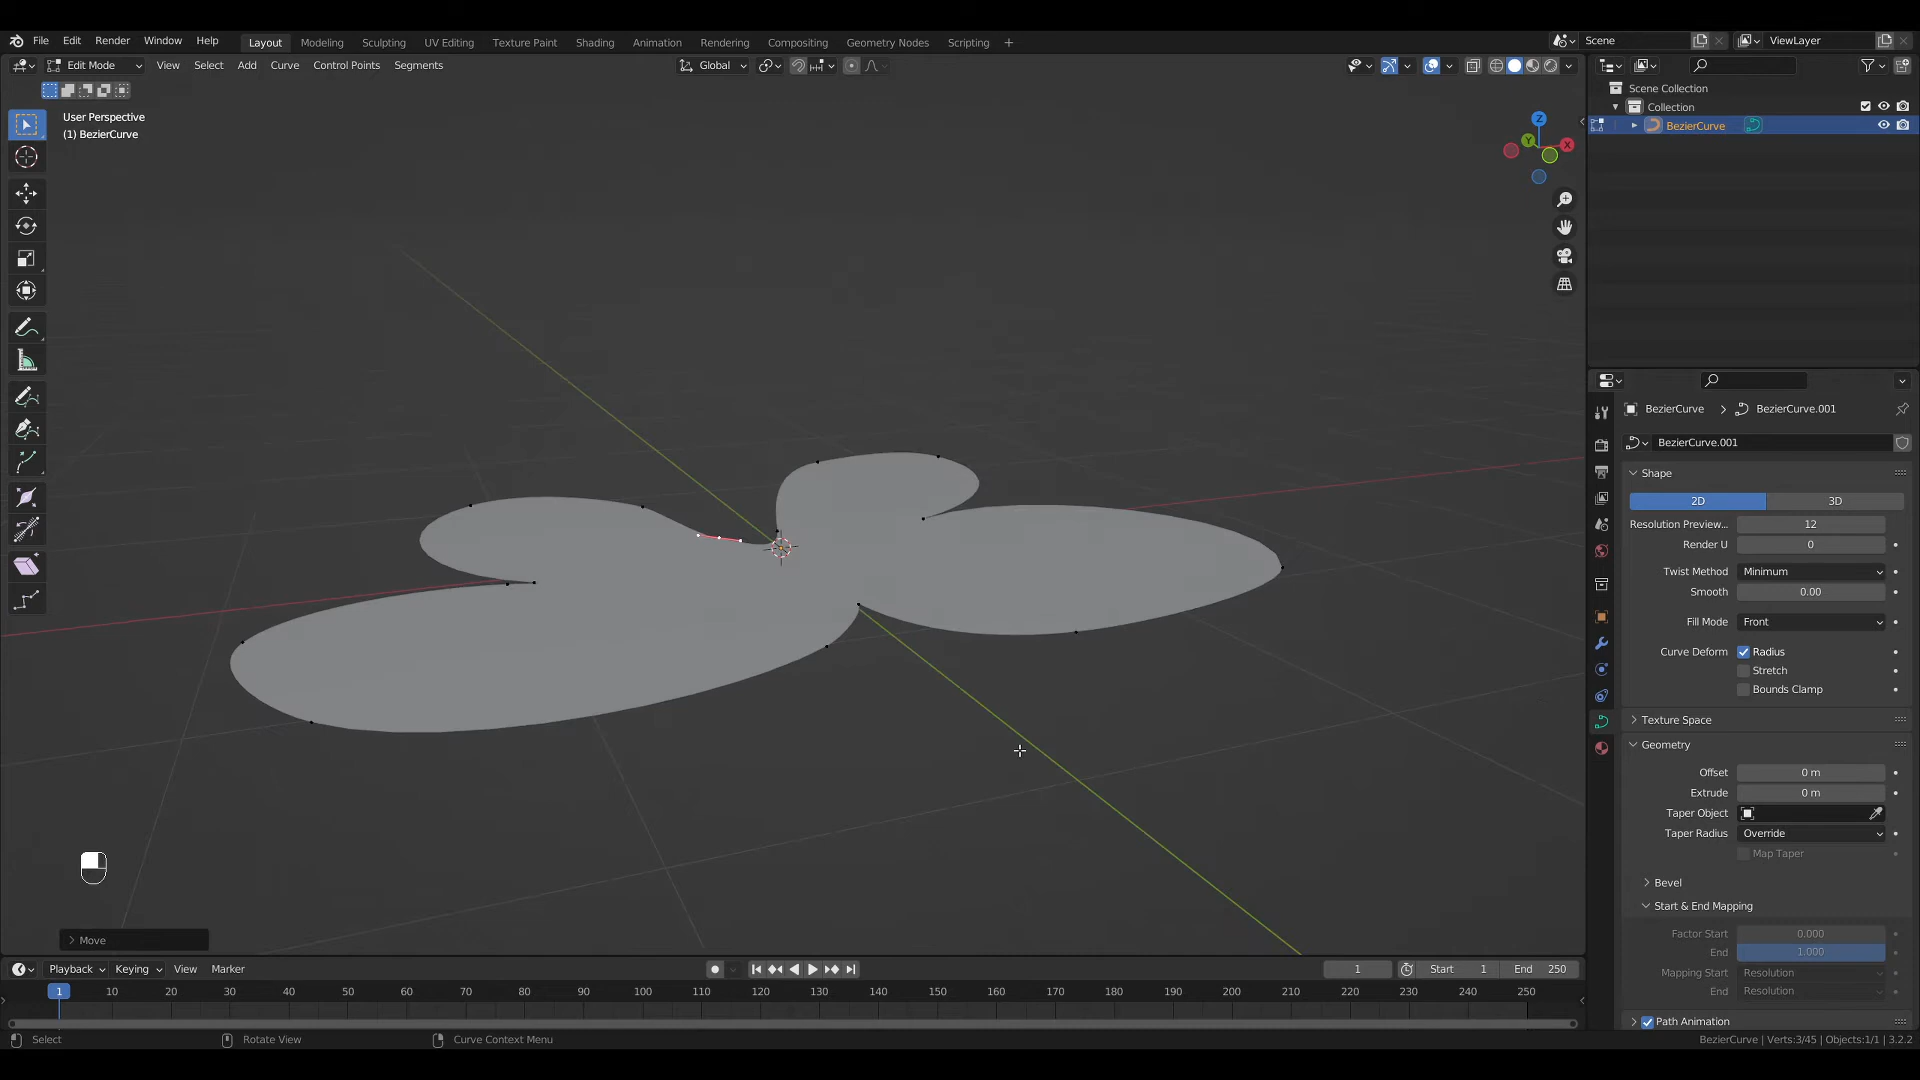 File Edit Render Window Help Layout Modeling Sculpting UV Editing Texture Paint Shading Animation Rendering Compositing Geometry Nodes Scripting + Scene ViewLayer
Edit Mode View Select Add Curve Control Points Segments Global
User Perspective
(1) BezierCurve
Z
Y
X
Scene Collection
Collection
BezierCurve
BezierCurve > BezierCurve.001
BezierCurve.001
Shape
2D 3D
Resolution Preview... 12
Render U 0
Twist Method Minimum
Smooth 0.00
Fill Mode Front
Curve Deform Radius
Stretch
Bounds Clamp
Texture Space
Geometry
Offset 0 m
Extrude 0 m
Taper Object
Taper Radius Override
Map Taper
Bevel
Start & End Mapping
Factor Start 0.000
End 1.000
Mapping Start Resolution
End Resolution
Path Animation
Move
Playback Keying View Marker 1 Start 1 End 250
1 10 20 30 40 50 60 70 80 90 100 110 120 130 140 150 160 170 180 190 200 210 220 230 240 250
Select Rotate View Curve Context Menu BezierCurve | Verts:3/45 | Objects:1/1 | 3.2.2